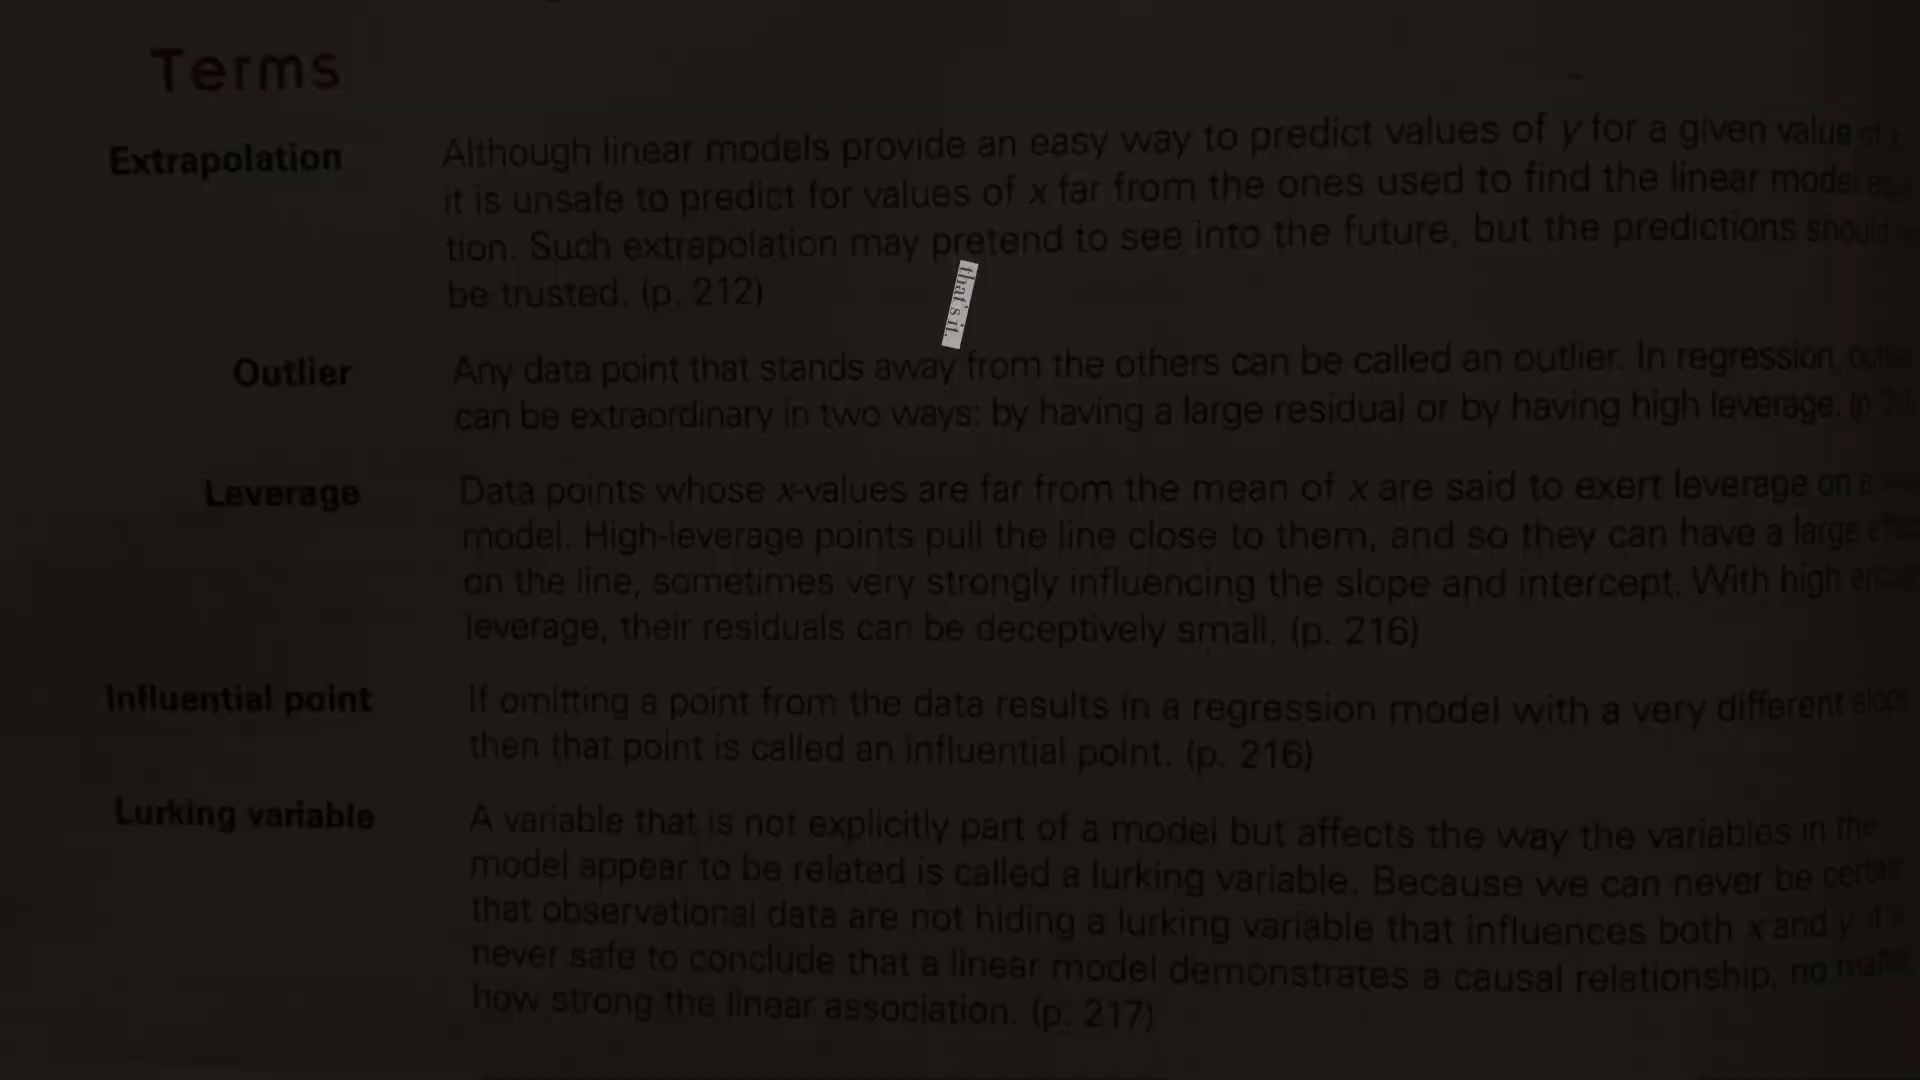 Terms
Extrapolation
Although linear models provide an easy way to predict values of y for a given value of x,
it is unsafe to predict for values of x far from the ones used to find the linear model equa-
tion. Such extrapolation may pretend to see into the future, but the predictions should
be trusted. (p. 212)
that's it.
Outlier
Any data point that stands away from the others can be called an outlier. In regression,
can be extraordinary in two ways: by having a large residual or by having high leverage. (p
Leverage
Data points whose x-values are far from the mean of x are said to exert leverage on a
model. High-leverage points pull the line close to them, and so they can have a large
on the line, sometimes very strongly influencing the slope and intercept. With high
leverage, their residuals can be deceptively small. (p. 216)
Influential point
If omitting a point from the data results in a regression model with a very different slope
then that point is called an influential point. (p. 216)
Lurking variable
A variable that is not explicitly part of a model but affects the way the variables in the
model appear to be related is called a lurking variable. Because we can never be certain
that observational data are not hiding a lurking variable that influences both x and y,
never safe to conclude that a linear model demonstrates a causal relationship, no matter
how strong the linear association. (p. 217)